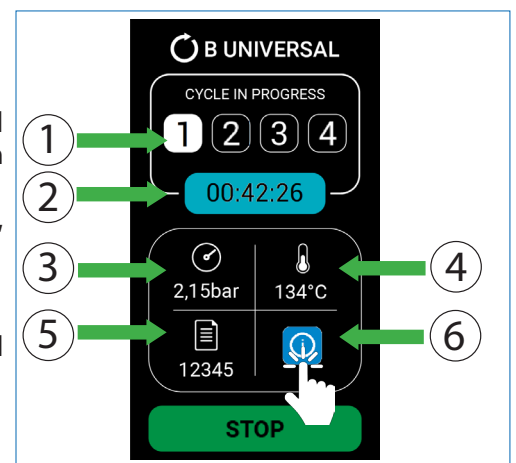 B UNIVERSAL
CYCLE IN PROGRESS
1 2 3 4
1
00:42:26
2
3
2,15bar
134°C
4
5
12345
6
STOP